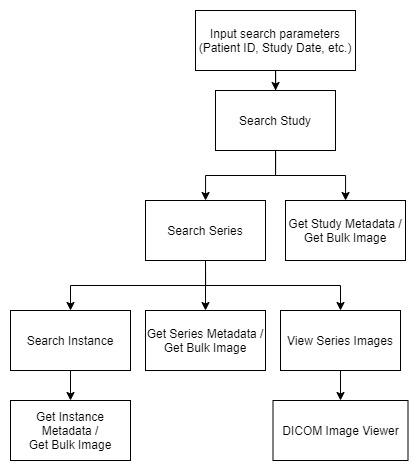 Input search parameters
(Patient ID, Study Date, etc.)
Search Study
Search Series
Get Study Metadata /
Get Bulk Image
Search Instance
Get Series Metadata /
Get Bulk Image
View Series Images
Get Instance
Metadata /
Get Bulk Image
DICOM Image Viewer